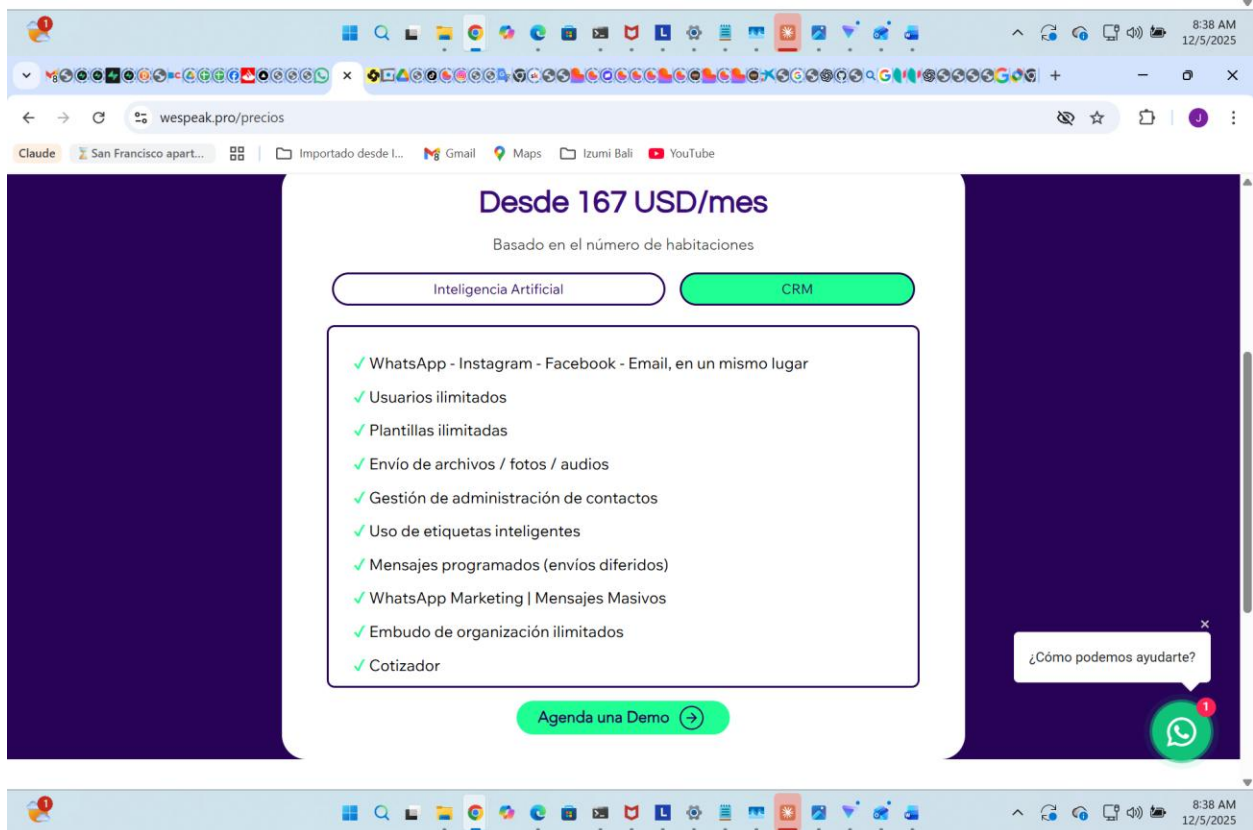 1
8:38 AM
12/5/2025
wespeak.pro/precios
J
Claude
San Francisco apart...
Importado desde I...
Gmail
Maps
Izumi Bali
YouTube
Desde 167 USD/mes
Basado en el número de habitaciones
Inteligencia Artificial
CRM
✓ WhatsApp - Instagram - Facebook - Email, en un mismo lugar
✓ Usuarios ilimitados
✓ Plantillas ilimitadas
✓ Envío de archivos / fotos / audios
✓ Gestión de administración de contactos
✓ Uso de etiquetas inteligentes
✓ Mensajes programados (envíos diferidos)
✓ WhatsApp Marketing | Mensajes Masivos
✓ Embudo de organización ilimitados
✓ Cotizador
¿Cómo podemos ayudarte?
Agenda una Demo
1
1
8:38 AM
12/5/2025